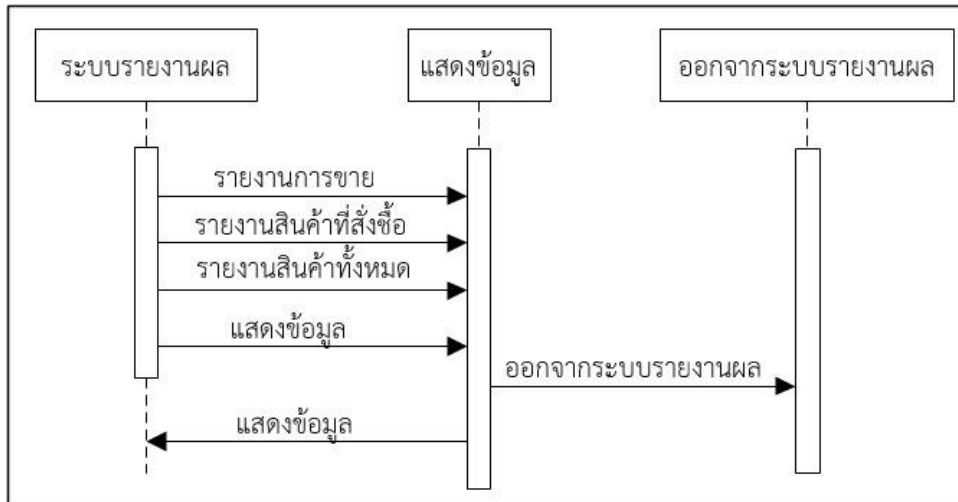 ระบบรายงานผล
แสดงข้อมูล
ออกจากระบบรายงานผล
รายงานการขาย
รายงานสินค้าที่สั่งซื้อ
รายงานสินค้าทั้งหมด
แสดงข้อมูล
ออกจากระบบรายงานผล
แสดงข้อมูล